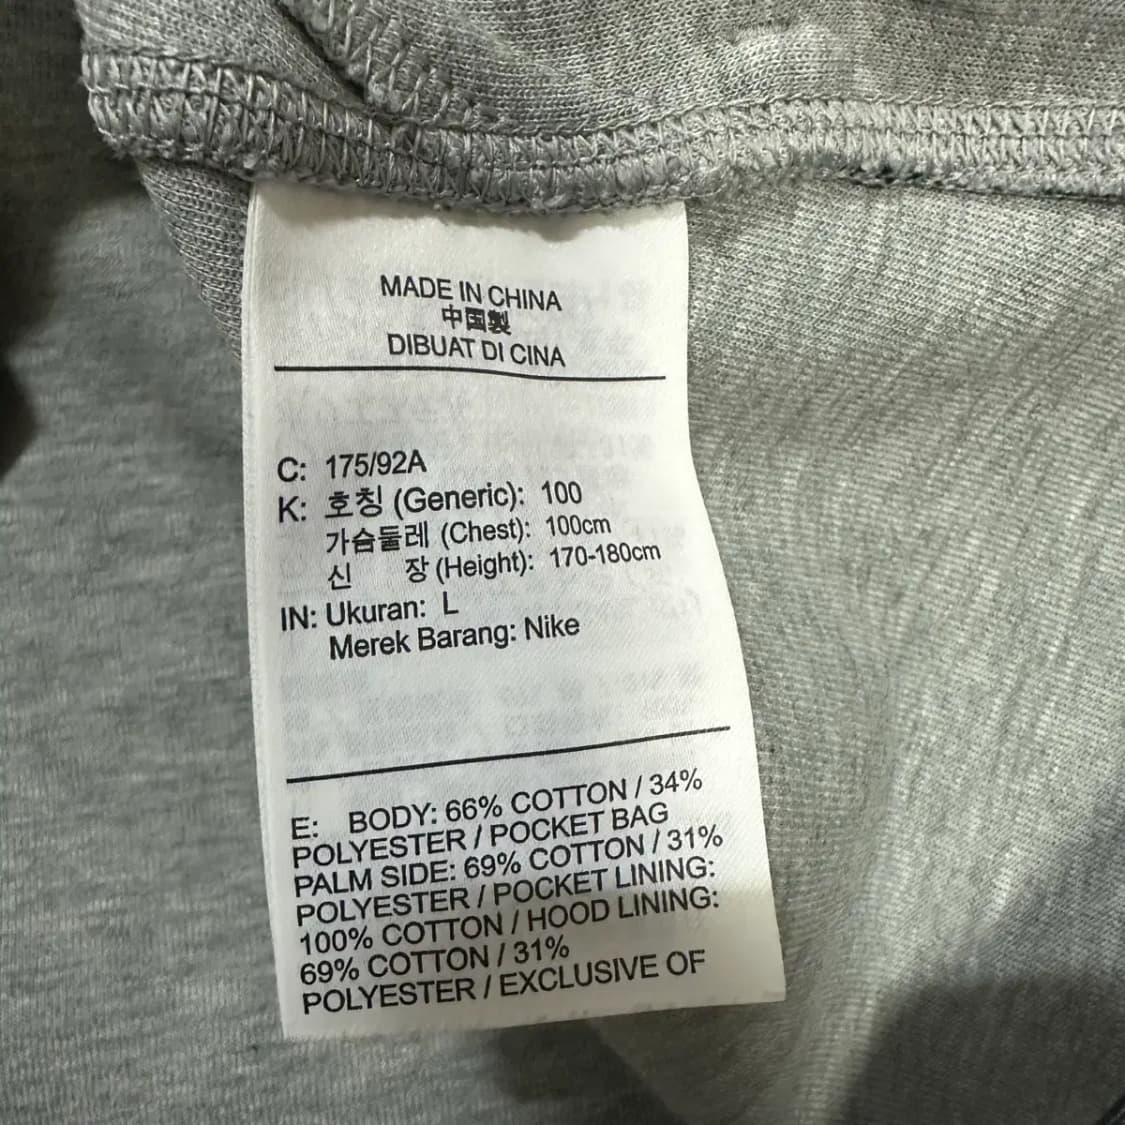 MADE IN CHINA
中国製
DIBUAT DI CINA
C: 175/92A
K: 호칭 (Generic): 100
가슴둘레 (Chest): 100cm
신 장 (Height): 170-180cm
IN: Ukuran: L
Merek Barang: Nike
E: BODY: 66% COTTON / 34%
POLYESTER / POCKET BAG
PALM SIDE: 69% COTTON / 31%
POLYESTER / POCKET LINING:
100% COTTON / HOOD LINING:
69% COTTON / 31%
POLYESTER / EXCLUSIVE OF